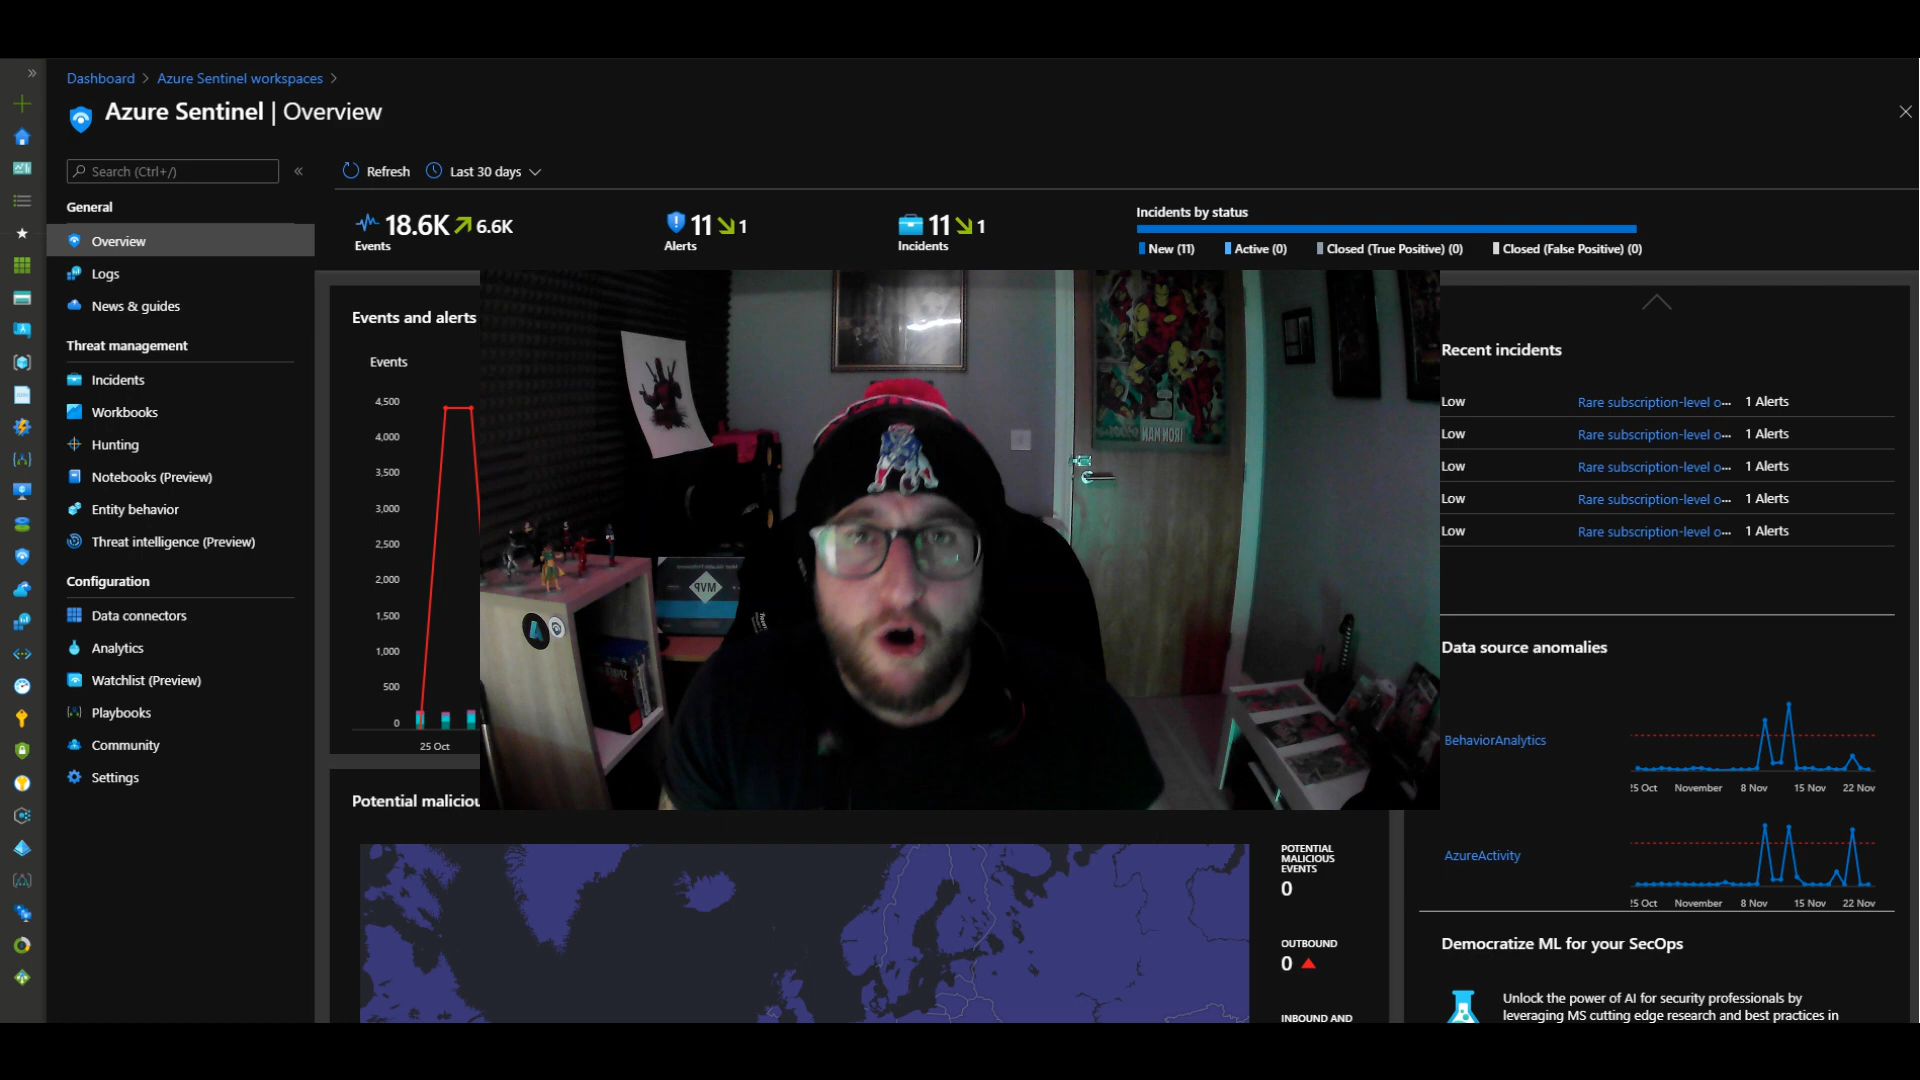 Dashboard > Azure Sentinel workspaces >
Azure Sentinel | Overview
Search (Ctrl+/)
Refresh
Last 30 days
General
Overview
Logs
News & guides
Threat management
Incidents
Workbooks
Hunting
Notebooks (Preview)
Entity behavior
Threat intelligence (Preview)
Configuration
Data connectors
Analytics
Watchlist (Preview)
Playbooks
Community
Settings
18.6K 6.6K
Events
11 1
Alerts
11 1
Incidents
Incidents by status
New (11) Active (0) Closed (True Positive) (0) Closed (False Positive) (0)
Events and alerts
Events
4,500
4,000
3,500
3,000
2,500
2,000
1,500
1,000
500
0
25 Oct
IRON MAN
MVP
Recent incidents
Low Rare subscription-level o... 1 Alerts
Low Rare subscription-level o... 1 Alerts
Low Rare subscription-level o... 1 Alerts
Low Rare subscription-level o... 1 Alerts
Low Rare subscription-level o... 1 Alerts
Data source anomalies
BehaviorAnalytics
25 Oct November 8 Nov 15 Nov 22 Nov
AzureActivity
25 Oct November 8 Nov 15 Nov 22 Nov
Potential maliciou
POTENTIAL
MALICIOUS
EVENTS
0
OUTBOUND
0
INBOUND AND
Democratize ML for your SecOps
Unlock the power of AI for security professionals by
leveraging MS cutting edge research and best practices in